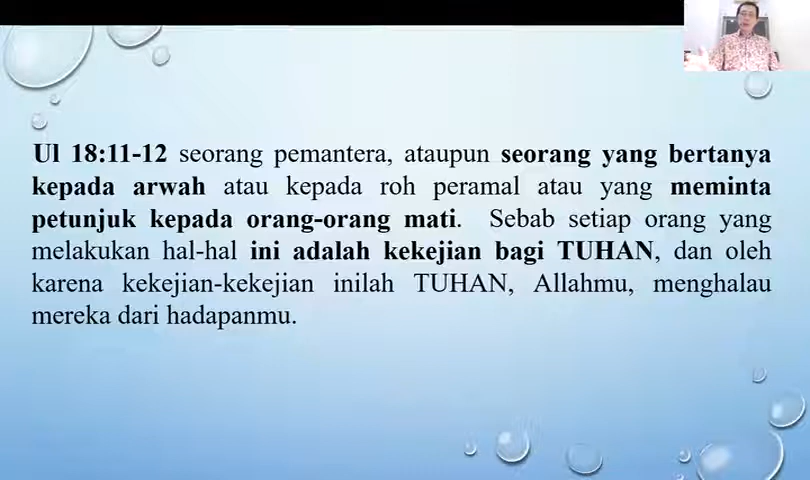 Ul 18:11-12 seorang pemantera, ataupun seorang yang bertanya
kepada arwah atau kepada roh peramal atau yang meminta
petunjuk kepada orang-orang mati. Sebab setiap orang yang
melakukan hal-hal ini adalah kekejian bagi TUHAN, dan oleh
karena kekejian-kekejian inilah TUHAN, Allahmu, menghalau
mereka dari hadapanmu.